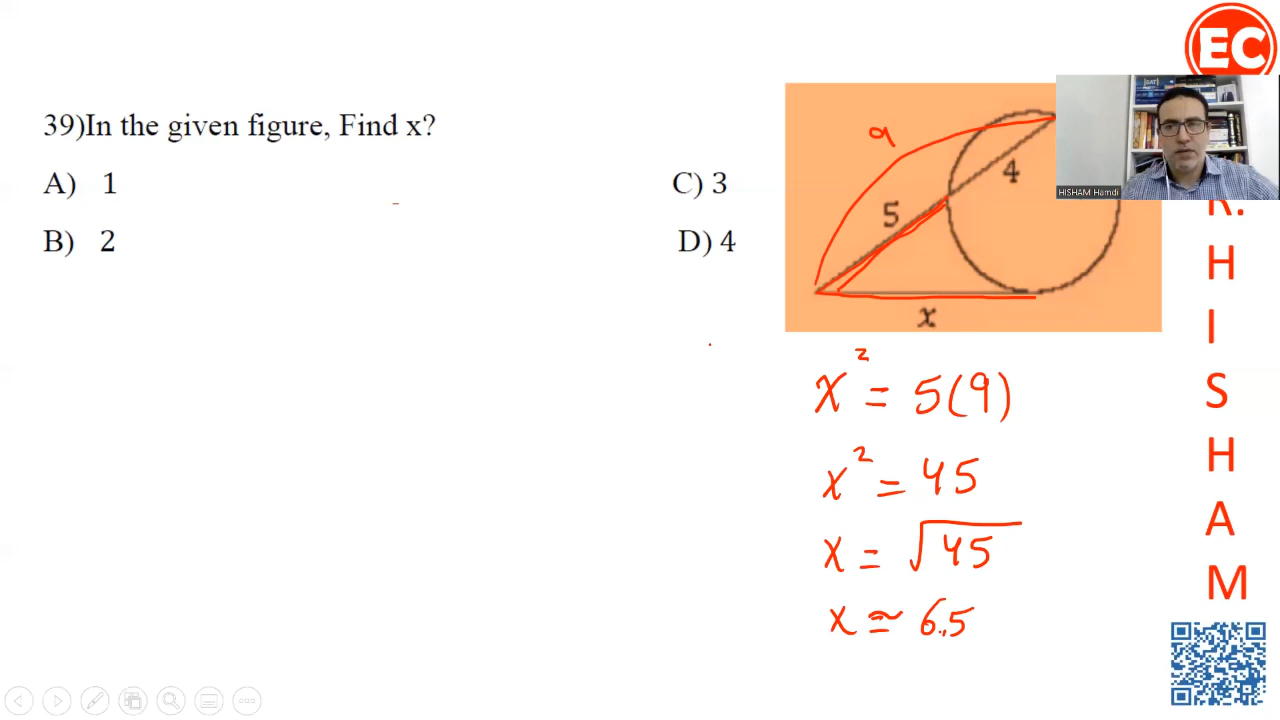 EC
39)In the given figure, Find x?
A) 1
C) 3
B) 2
D) 4
9
4
5
x
HISHAM Hamdi
R.
H
I
S
H
A
M
x² = 5(9)
x² = 45
x = √45
x ≃ 6.5